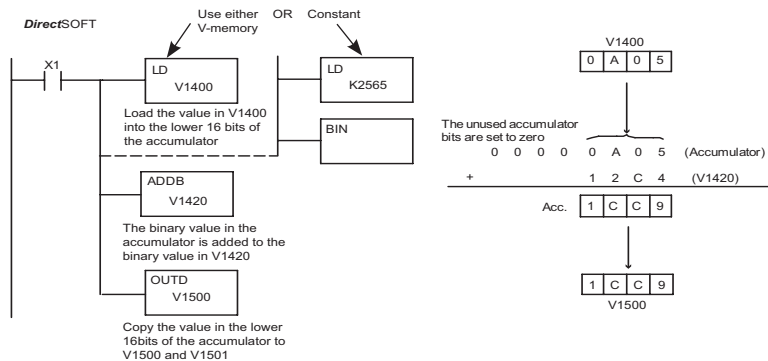 DirectSOFT
Use either OR Constant
V-memory
X1
LD
V1400
Load the value in V1400
into the lower 16 bits of
the accumulator
LD
K2565
BIN
ADDB
V1420
The binary value in the
accumulator is added to the
binary value in V1420
OUTD
V1500
Copy the value in the lower
16bits of the accumulator to
V1500 and V1501
V1400
0 A 0 5
The unused accumulator
bits are set to zero
0 0 0 0 0 A 0 5 (Accumulator)
+ 1 2 C 4 (V1420)
Acc. 1 C C 9
1 C C 9
V1500